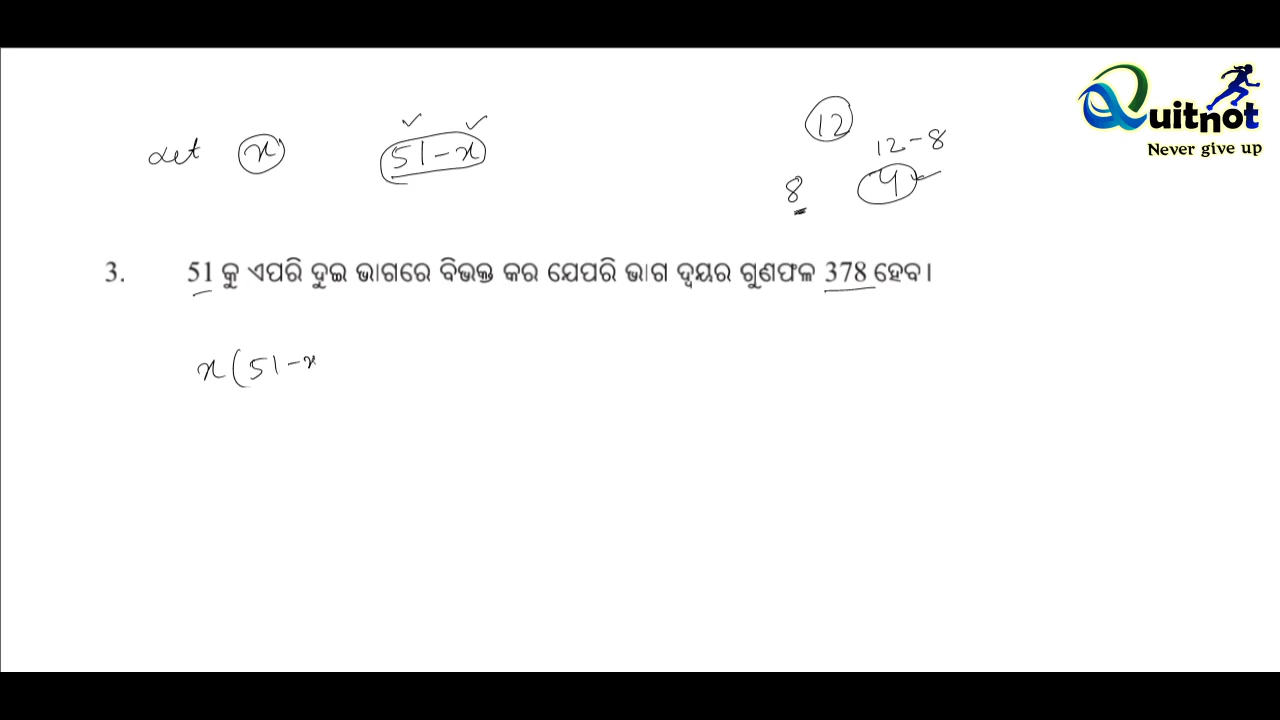 Quitnot
Never give up
Let x 51-x
12
12-8
8 4
3. 51 କୁ ଏପରି ଦୁଇ ଭାଗରେ ବିଭକ୍ତ କର ଯେପରି ଭାଗ ଦ୍ୱୟର ଗୁଣଫଳ 378 ହେବ।
x(51-x